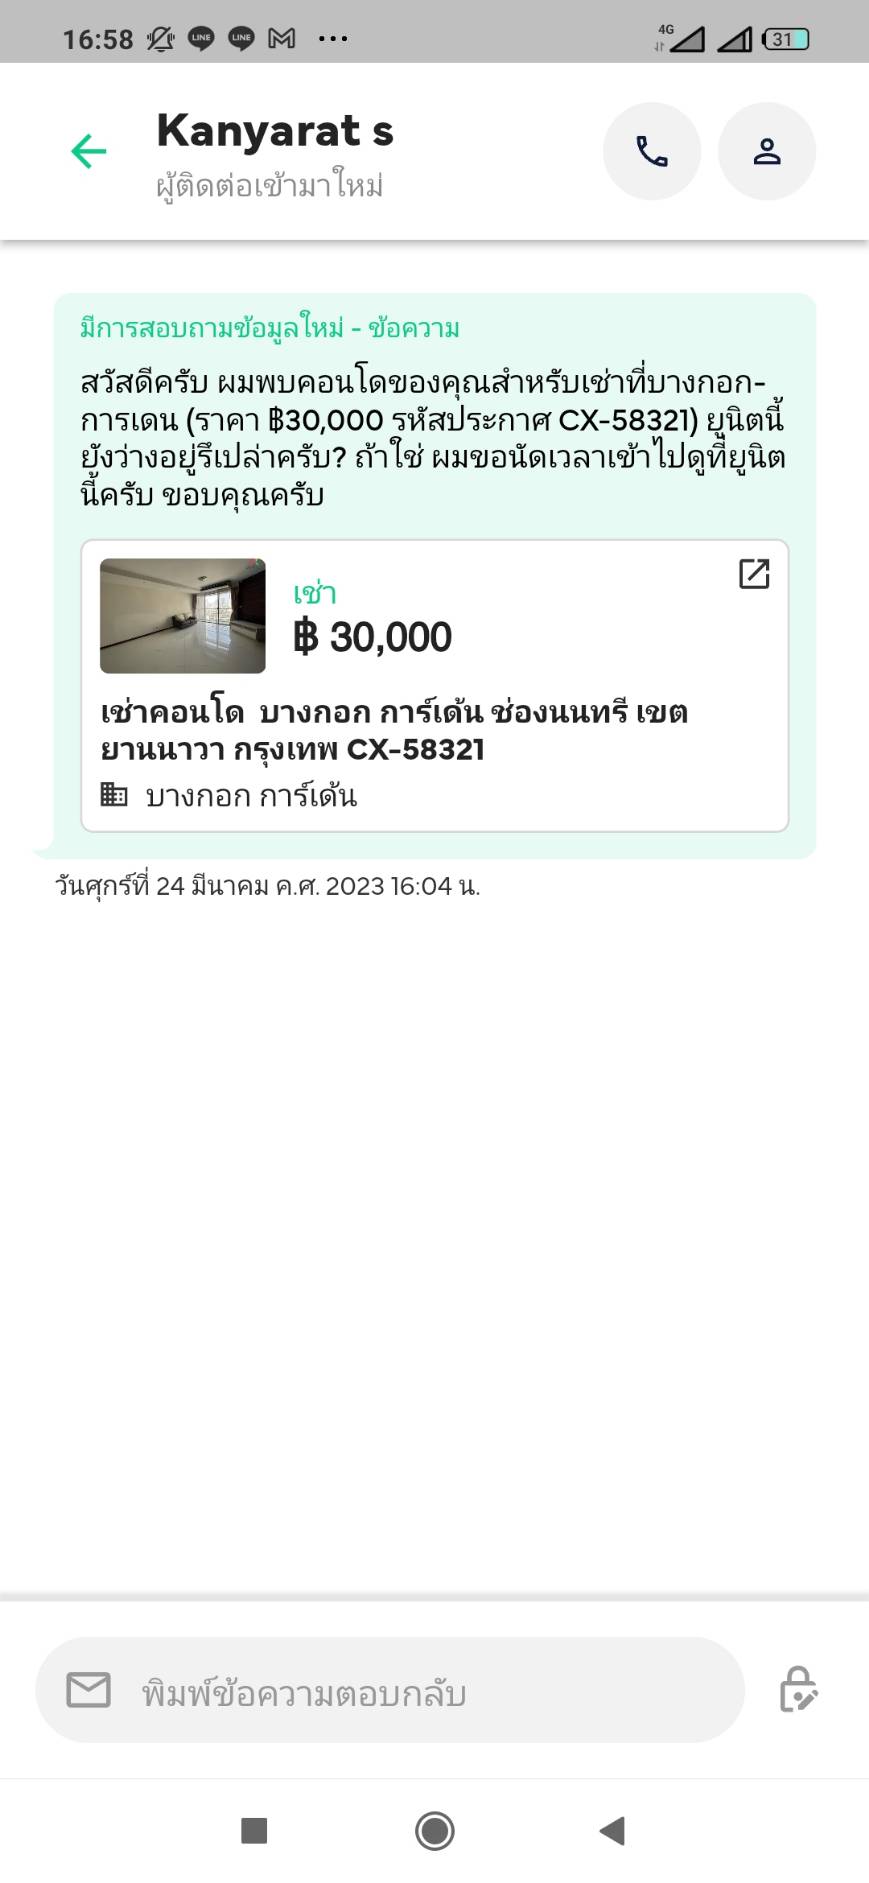 16:58 LINE LINE 4G 31
Kanyarat s
ผู้ติดต่อเข้ามาใหม่
มีการสอบถามข้อมูลใหม่ - ข้อความ
สวัสดีครับ ผมพบคอนโดของคุณสำหรับเช่าที่บางกอก-
การเดน (ราคา ฿30,000 รหัสประกาศ CX-58321) ยูนิตนี้
ยังว่างอยู่รึเปล่าครับ? ถ้าใช่ ผมขอนัดเวลาเข้าไปดูที่ยูนิต
นี้ครับ ขอบคุณครับ
เช่า
฿ 30,000
เช่าคอนโด บางกอก การ์เด้น ช่องนนทรี เขต
ยานนาวา กรุงเทพ CX-58321
บางกอก การ์เด้น
วันศุกร์ที่ 24 มีนาคม ค.ศ. 2023 16:04 น.
พิมพ์ข้อความตอบกลับ